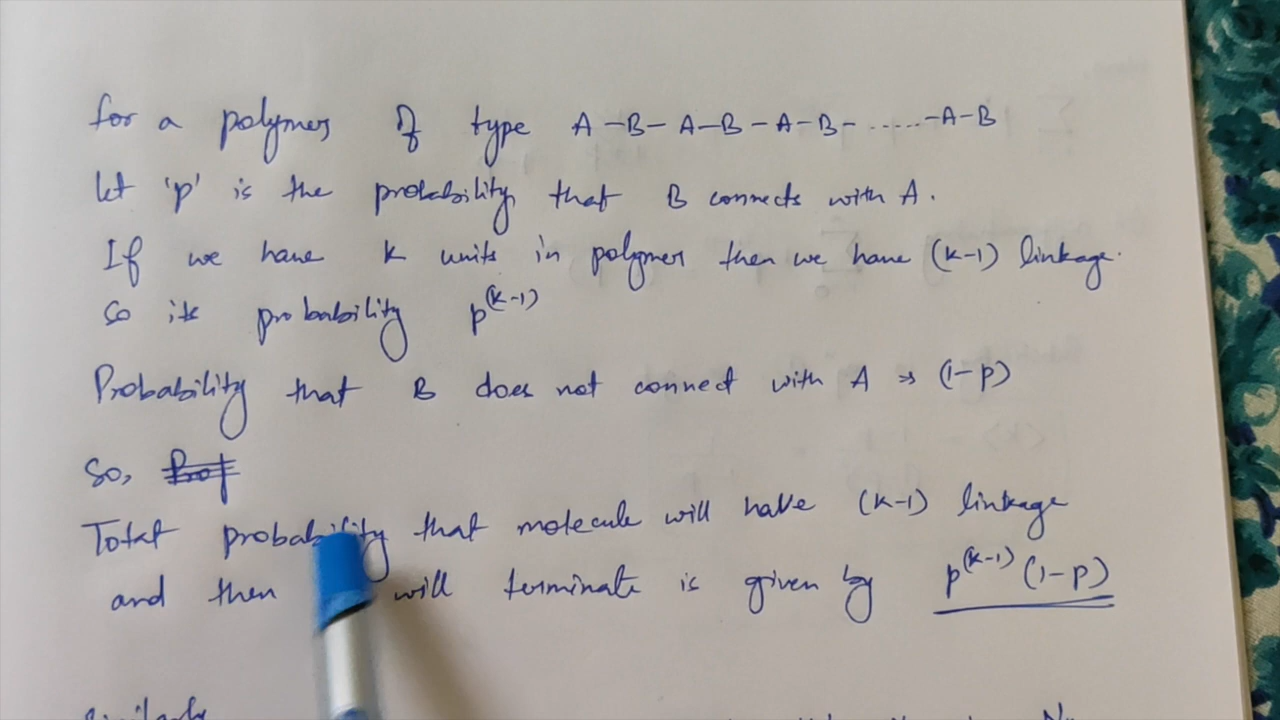 for a polymer of type A-B-A-B-A-B-......-A-B
let 'p' is the probability that B connects with A.
If we have k units in polymer then we have (k-1) linkage.
So its probability p^(k-1)
Probability that B does not connect with A => (1-p)
So,
Total probability that molecule will have (k-1) linkage
and then will terminate is given by p^(k-1) (1-p)
Similarly